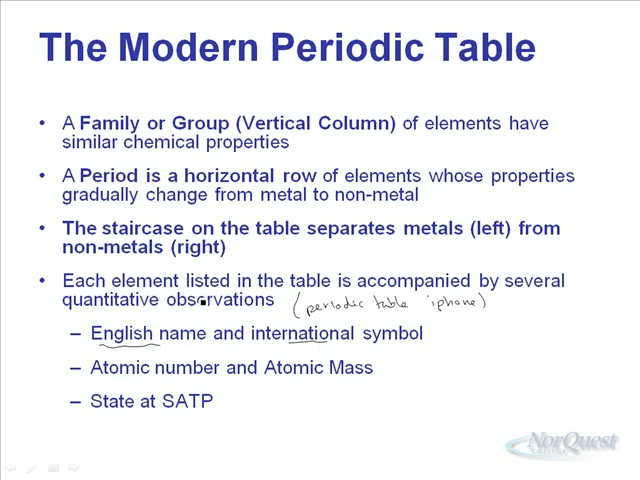 The Modern Periodic Table
• A Family or Group (Vertical Column) of elements have
similar chemical properties
• A Period is a horizontal row of elements whose properties
gradually change from metal to non-metal
• The staircase on the table separates metals (left) from
non-metals (right)
• Each element listed in the table is accompanied by several
quantitative observations (periodic table iphone)
– English name and international symbol
– Atomic number and Atomic Mass
– State at SATP
NorQuest
COLLEGE